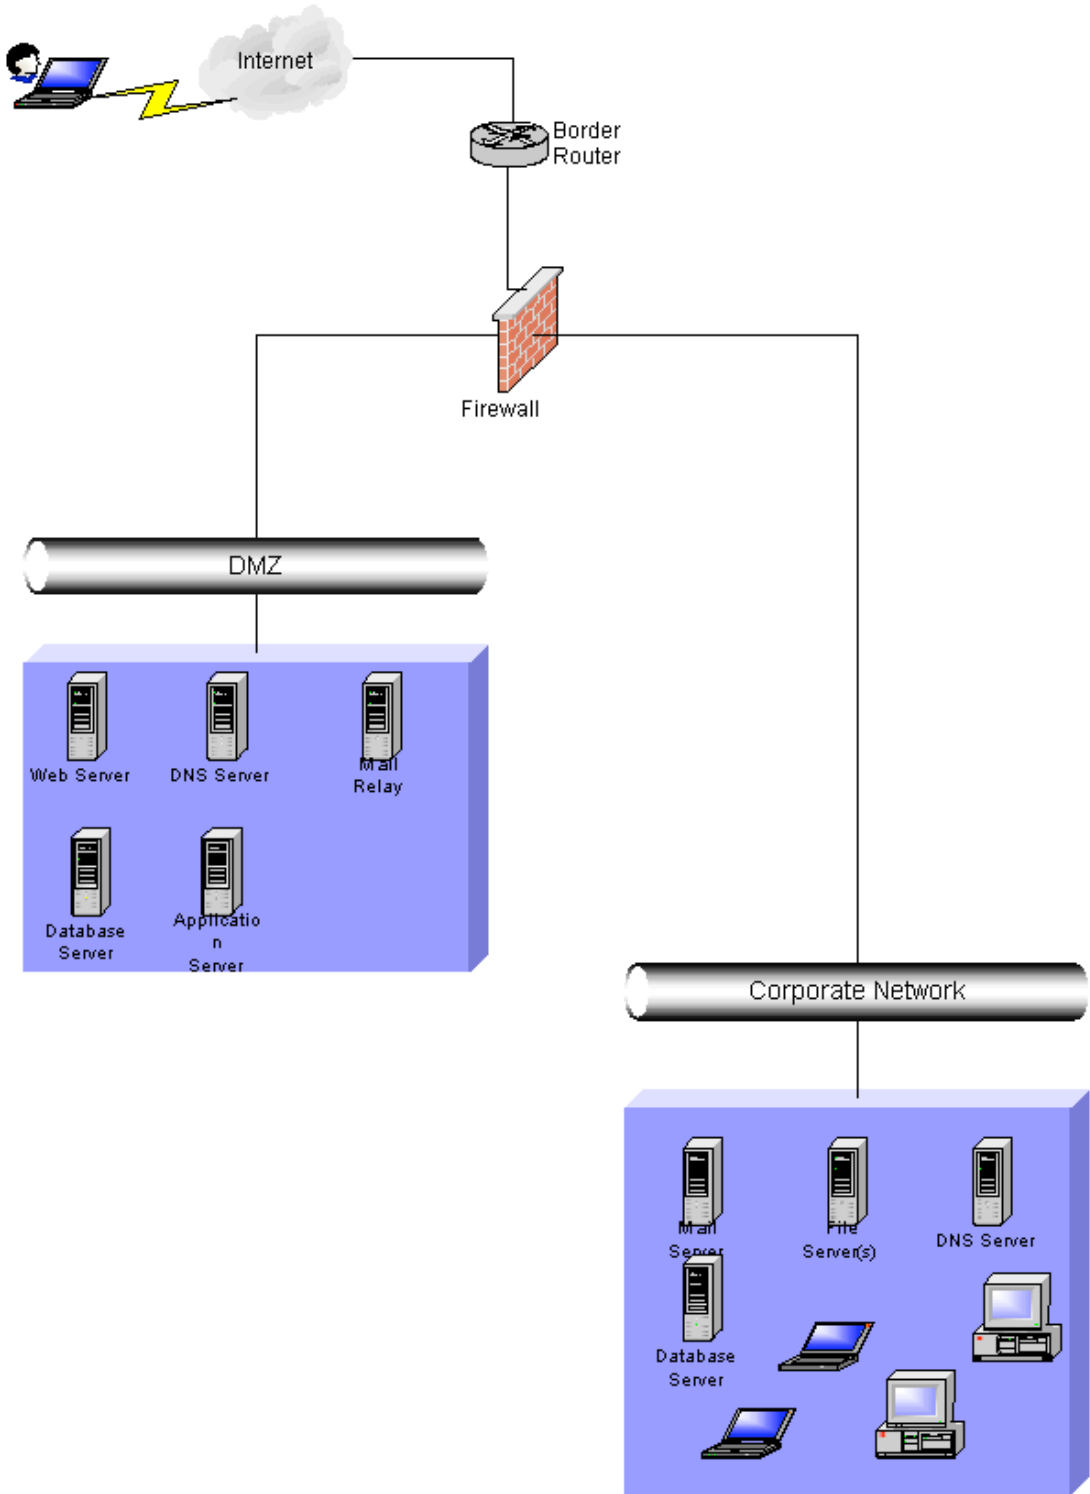 Internet
Border
Router
Firewall
DMZ
Web Server
DNS Server
Mail
Relay
Database
Server
Applicatio
n
Server
Corporate Network
Mail
Server
File
Server(s)
DNS Server
Database
Server